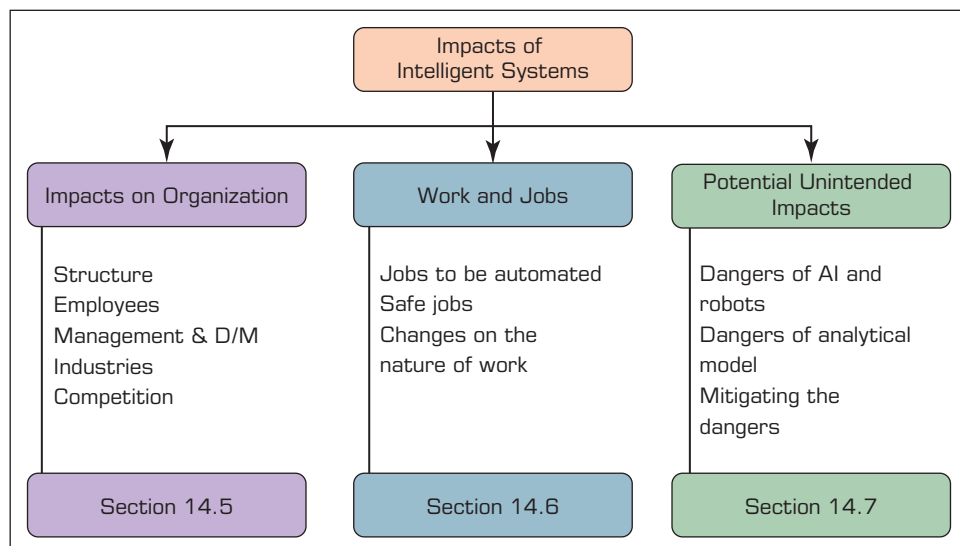 Impacts of
Intelligent Systems
Impacts on Organization
Structure
Employees
Management & D/M
Industries
Competition
Section 14.5
Work and Jobs
Jobs to be automated
Safe jobs
Changes on the
nature of work
Section 14.6
Potential Unintended
Impacts
Dangers of AI and
robots
Dangers of analytical
model
Mitigating the
dangers
Section 14.7